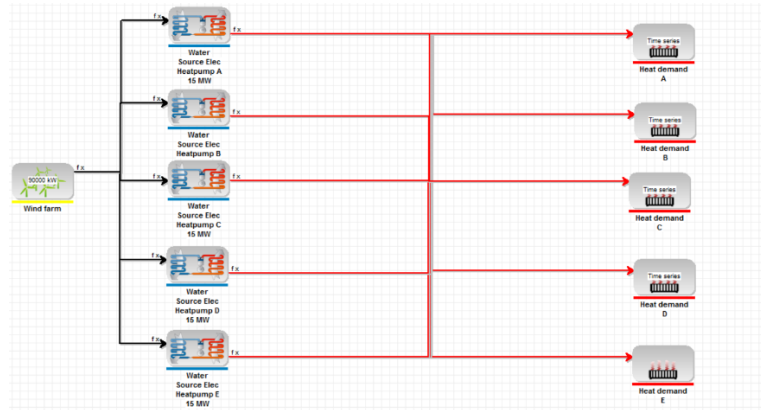 f x
Water
Source Elec
Heatpump A
15 MW
f x
Time series
Heat demand
A
f x
Water
Source Elec
Heatpump B
f x
Time series
Heat demand
B
90000 kW
f x
Wind farm
f x
Water
Source Elec
Heatpump C
15 MW
f x
Time series
Heat demand
C
f x
Water
Source Elec
Heatpump D
15 MW
f x
Time series
Heat demand
D
f x
Water
Source Elec
Heatpump E
15 MW
f x
Heat demand
E